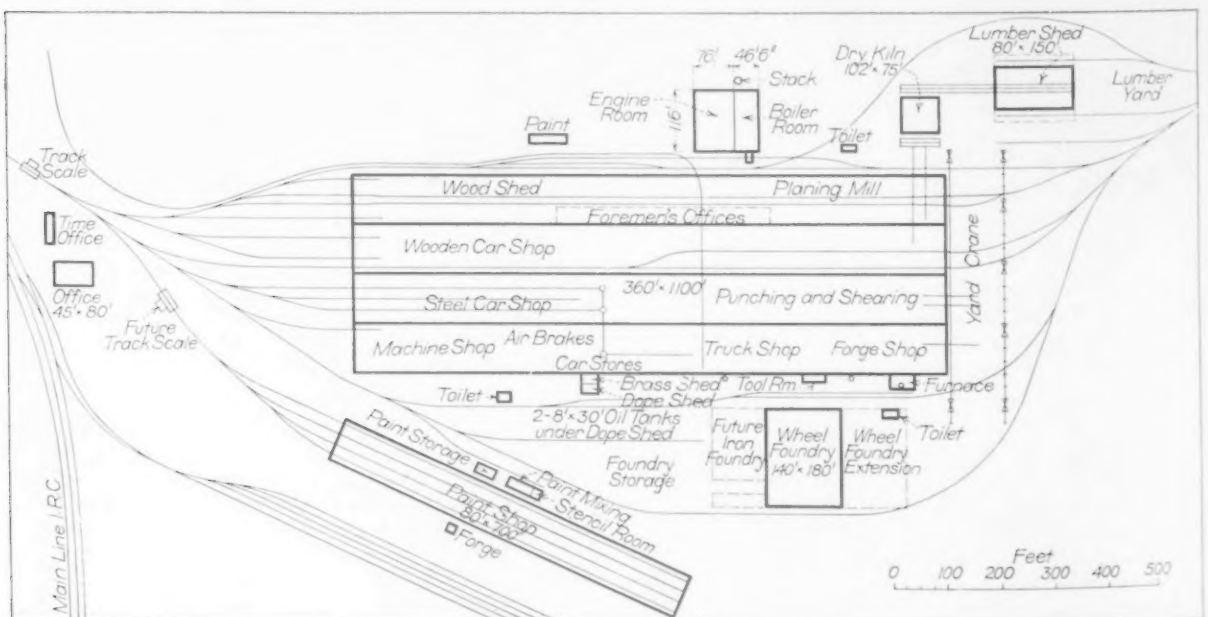 76'
46'6"
Stack
Engine
Room
Boiler
Room
116'
Dry Kiln
102'×75'
Lumber Shed
80'×150'
Lumber
Yard
Paint
Toilet
Track
Scale
Time
Office
Office
45'×80'
Future
Track Scale
Wood Shed
Planing Mill
Foremen's Offices
Wooden Car Shop
360'×1100'
Steel Car Shop
Punching and Shearing
Machine Shop
Air Brakes
Car Stores
Truck Shop
Forge Shop
Yard Crane
Toilet
Brass Shed
Dope Shed
2-8'×30' Oil Tanks
under Dope Shed
Tool Rm
Furnace
Toilet
Future
Iron
Foundry
Wheel
Foundry
140'×180'
Wheel
Foundry
Extension
Foundry
Storage
Paint Storage
Paint Mixing
Stencil Room
Paint Shop
80'×700'
Forge
Main Line I.R.C.
Feet
0 100 200 300 400 500